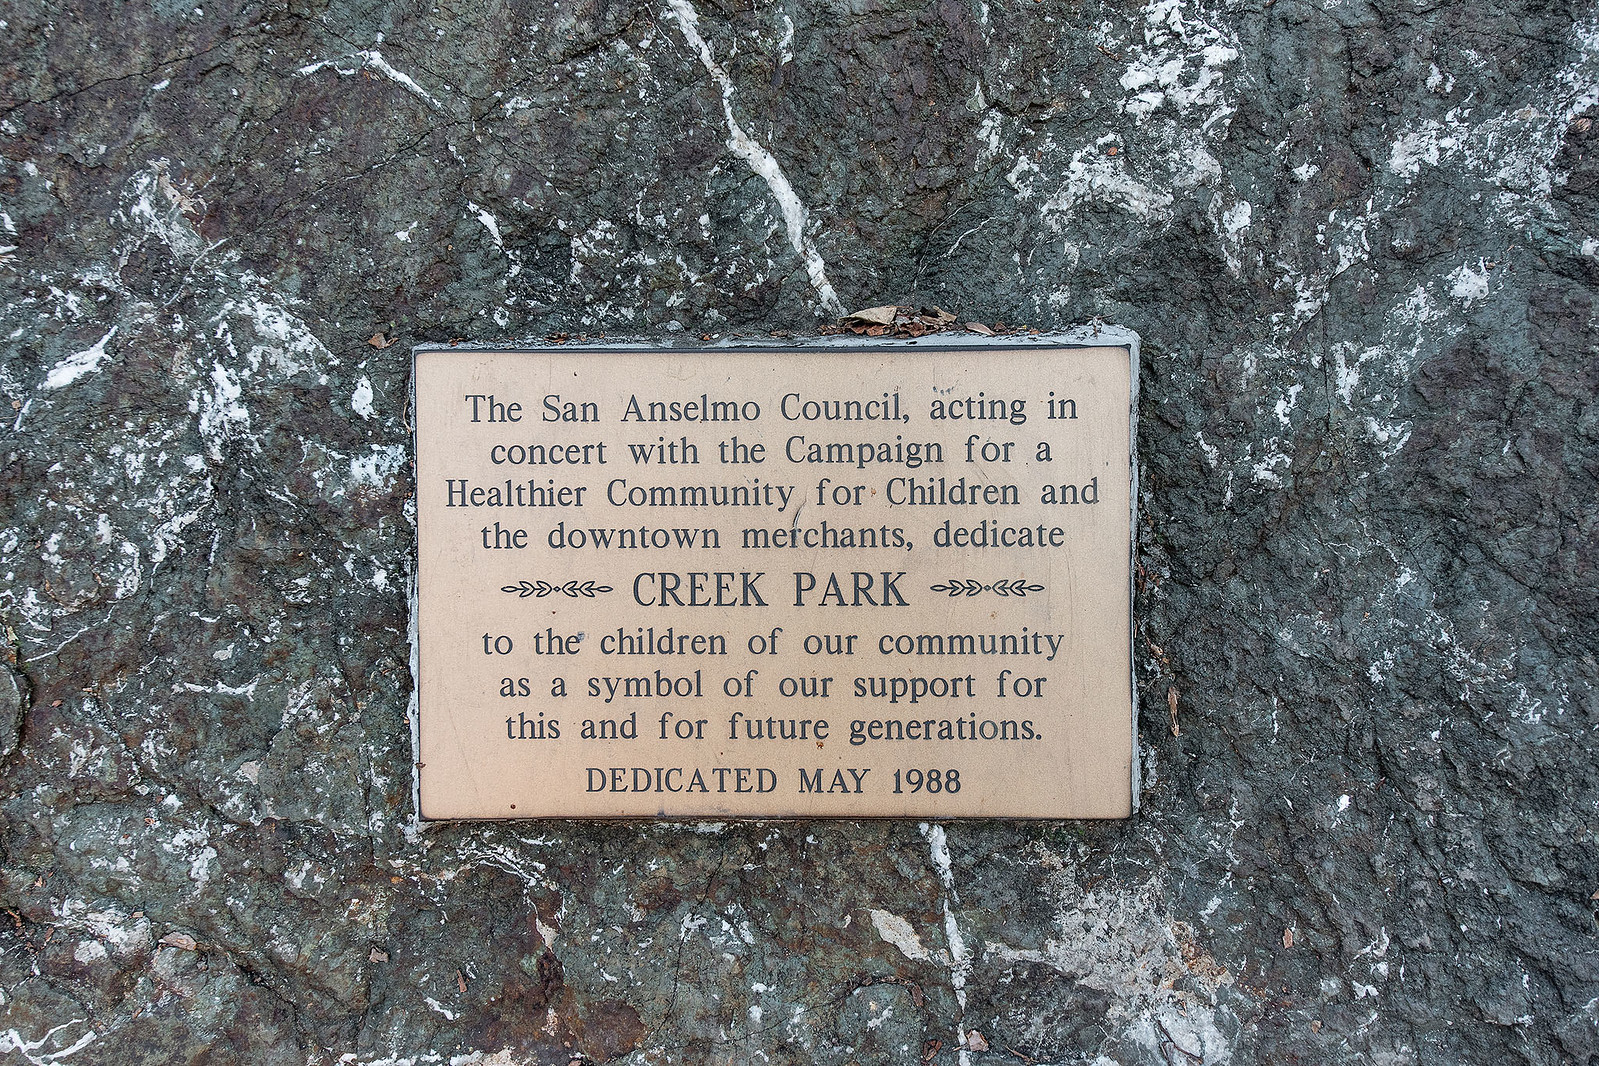 The San Anselmo Council, acting in
concert with the Campaign for a
Healthier Community for Children and
the downtown merchants, dedicate
CREEK PARK
to the children of our community
as a symbol of our support for
this and for future generations.
DEDICATED MAY 1988